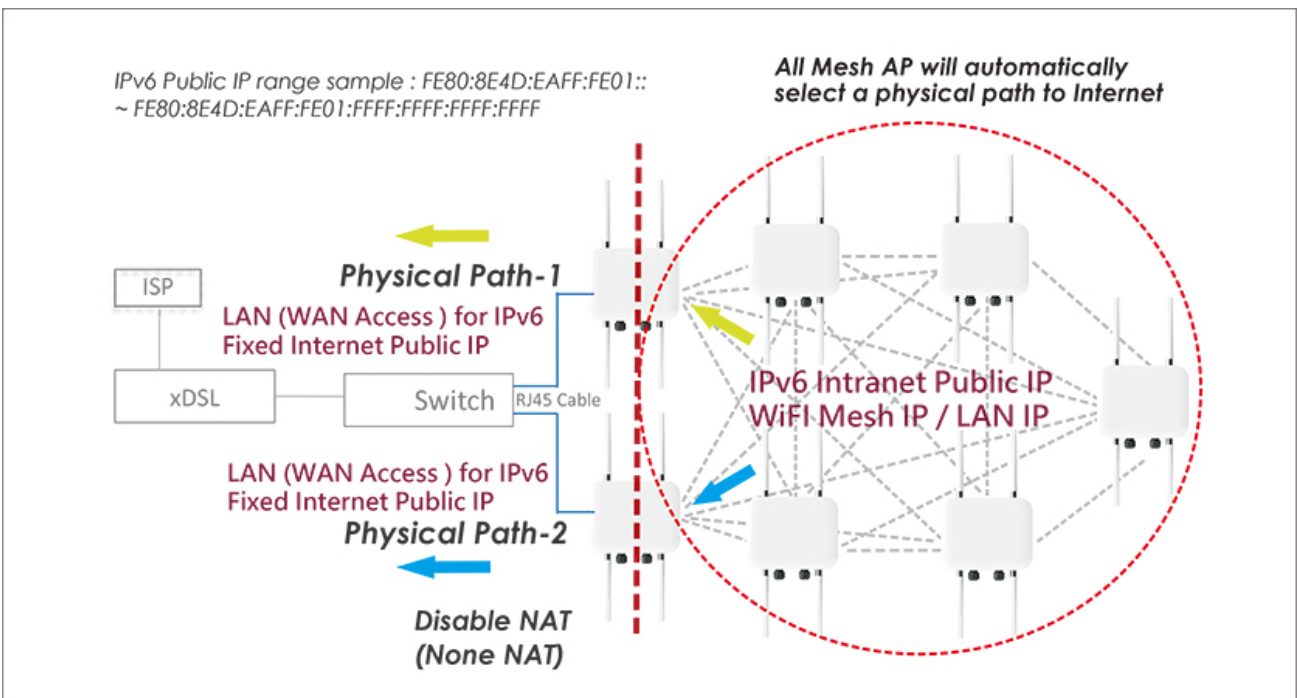 IPv6 Public IP range sample : FE80:8E4D:EAFF:FE01::
~ FE80:8E4D:EAFF:FE01:FFFF:FFFF:FFFF:FFFF
All Mesh AP will automatically
select a physical path to Internet
Physical Path-1
ISP
LAN (WAN Access ) for IPv6
Fixed Internet Public IP
xDSL
Switch
RJ45 Cable
IPv6 Intranet Public IP
WiFI Mesh IP / LAN IP
LAN (WAN Access ) for IPv6
Fixed Internet Public IP
Physical Path-2
Disable NAT
(None NAT)